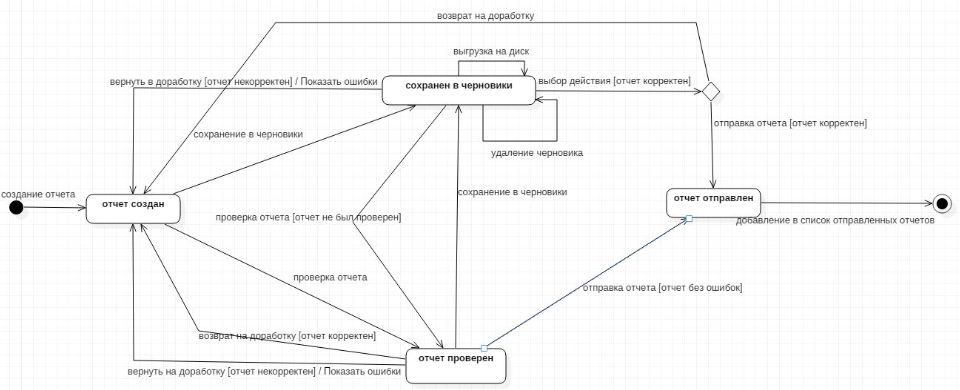 возврат на доработку
выгрузка на диск
вернуть в доработку [отчет некорректен] / Показать ошибки
сохранен в черновики
выбор действия [отчет корректен]
отправка отчета [отчет корректен]
сохранение в черновики
удаление черновика
создание отчета
сохранение в черновики
отчет создан
отчет отправлен
проверка отчета [отчет не был проверен]
добавление в список отправленных отчетов
проверка отчета
отправка отчета [отчет без ошибок]
возврат на доработку [отчет корректен]
отчет проверен
вернуть на доработку [отчет некорректен] / Показать ошибки